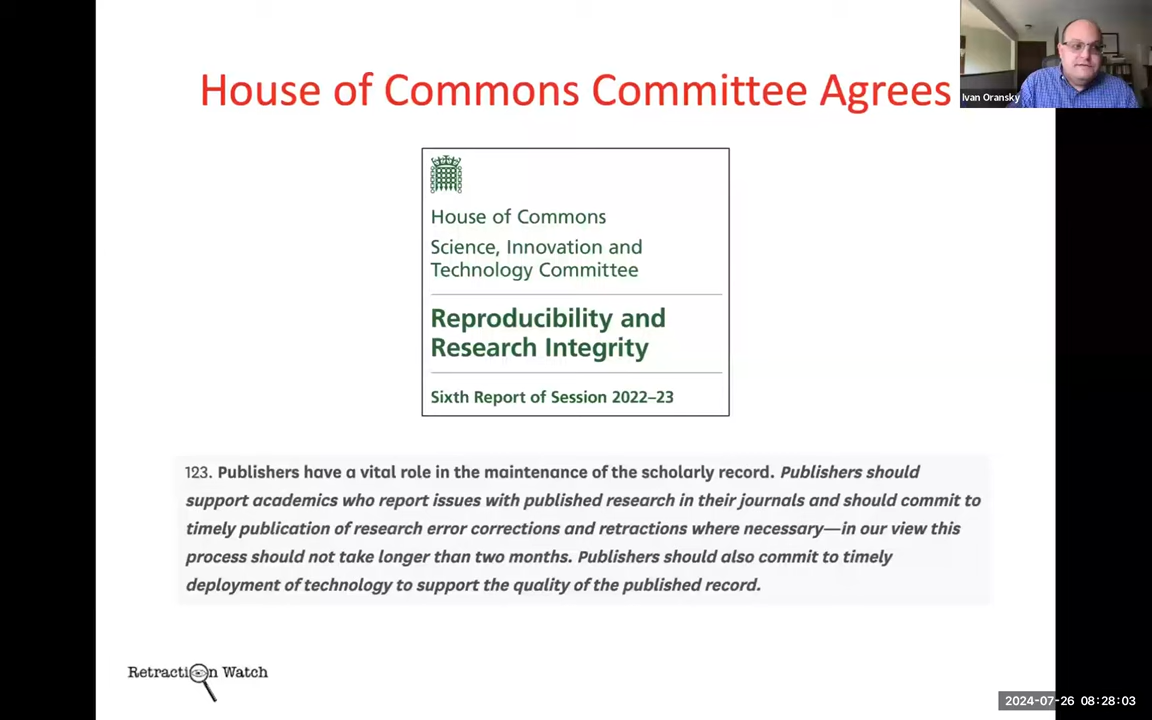 House of Commons Committee Agrees
Ivan Oransky
House of Commons
Science, Innovation and
Technology Committee
Reproducibility and
Research Integrity
Sixth Report of Session 2022–23
123. Publishers have a vital role in the maintenance of the scholarly record. Publishers should
support academics who report issues with published research in their journals and should commit to
timely publication of research error corrections and retractions where necessary—in our view this
process should not take longer than two months. Publishers should also commit to timely
deployment of technology to support the quality of the published record.
Retraction Watch
2024-07-26 08:28:03